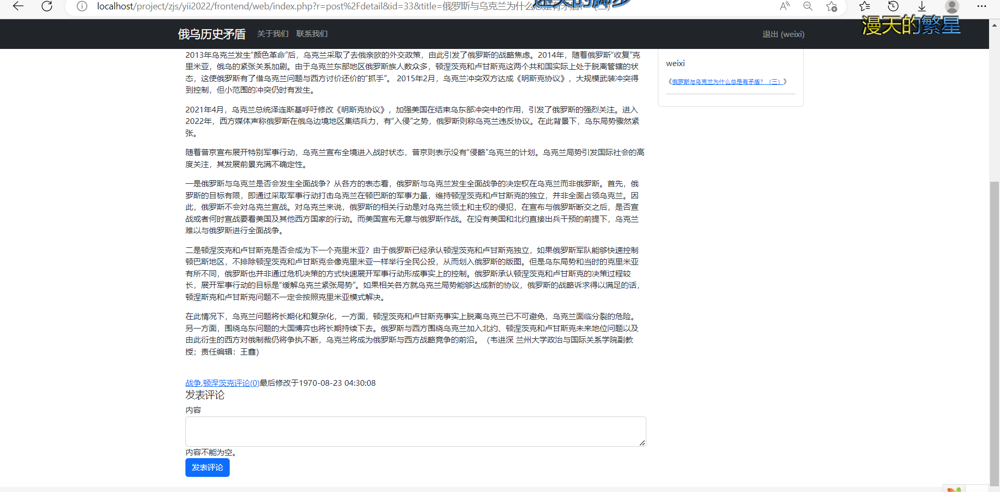 localhost/project/zjs/yii2022/frontend/web/index.php?r=post%2Fdetail&id=33&title=俄罗斯与乌克兰为什么总是有矛盾？（二）
漫天的繁星
俄乌历史矛盾 关于我们 联系我们 退出 (weixi)
2013年乌克兰发生“颜色革命”后，乌克兰采取了去俄亲欧的外交政策，由此引发了俄罗斯的战略焦虑。2014年，随着俄罗斯“收复”克
里米亚，俄乌的紧张关系加剧。由于乌克兰东部地区俄罗斯族人数众多，顿涅茨克和卢甘斯克这两个共和国实际上处于脱离管辖的状
态，这使俄罗斯有了借乌克兰问题与西方讨价还价的“抓手”。 2015年2月，乌克兰冲突双方达成《明斯克协议》，大规模武装冲突得
到控制，但小范围的冲突仍时有发生。
2021年4月，乌克兰总统泽连斯基呼吁修改《明斯克协议》，加强美国在结束乌东部冲突中的作用，引发了俄罗斯的强烈关注。进入
2022年，西方媒体声称俄罗斯在俄乌边境地区集结兵力，有“入侵”之势，俄罗斯则称乌克兰违反协议。在此背景下，乌东局势骤然紧
张。
随着普京宣布展开特别军事行动，乌克兰宣布全境进入战时状态，普京则表示没有“侵略”乌克兰的计划。乌克兰局势引发国际社会的高
度关注，其发展前景充满不确定性。
一是俄罗斯与乌克兰是否会发生全面战争？从各方的表态看，俄罗斯与乌克兰发生全面战争的决定权在乌克兰而非俄罗斯。首先，俄
罗斯的目标有限，即通过采取军事行动打击乌克兰在顿巴斯的军事力量，维持顿涅茨克和卢甘斯克的独立，并非全面占领乌克兰。因
此，俄罗斯不会对乌克兰宣战。对乌克兰来说，俄罗斯的相关行动是对乌克兰领土和主权的侵犯，在宣布与俄罗斯断交之后，是否宣
战或者何时宣战要看美国及其他西方国家的行动。而美国宣布无意与俄罗斯作战。在没有美国和北约直接出兵干预的前提下，乌克兰
难以与俄罗斯进行全面战争。
二是顿涅茨克和卢甘斯克是否会成为下一个克里米亚？由于俄罗斯已经承认顿涅茨克和卢甘斯克独立，如果俄罗斯军队能够快速控制
顿巴斯地区，不排除顿涅茨克和卢甘斯克会像克里米亚一样举行全民公投，从而划入俄罗斯的版图。但是乌东局势和当时的克里米亚
有所不同，俄罗斯也并非通过危机决策的方式快速展开军事行动形成事实上的控制。俄罗斯承认顿涅茨克和卢甘斯克的决策过程较
长，展开军事行动的目标是“缓解乌克兰紧张局势”。如果相关各方就乌克兰局势能够达成新的协议，俄罗斯的战略诉求得以满足的话，
顿涅斯克和卢甘斯克问题不一定会按照克里米亚模式解决。
在此情况下，乌克兰问题将长期化和复杂化，一方面，顿涅茨克和卢甘斯克事实上脱离乌克兰已不可避免，乌克兰面临分裂的危险。
另一方面，围绕乌东问题的大国博弈也将长期持续下去。俄罗斯与西方围绕乌克兰加入北约、顿涅茨克和卢甘斯克未来地位问题以及
由此衍生的西方对俄制裁仍将争执不断，乌克兰将成为俄罗斯与西方战略竞争的前沿。（韦进深 兰州大学政治与国际关系学院副教
授；责任编辑：王鑫)
战争,顿涅茨克评论(0)最后修改于1970-08-23 04:30:08
发表评论
内容
内容不能为空。
发表评论
weixi
《俄罗斯与乌克兰为什么总是有矛盾？（三）》